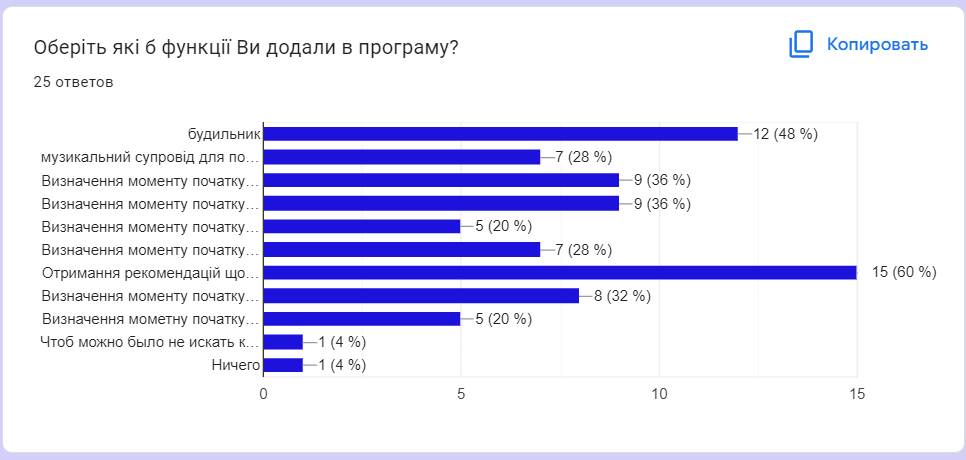 Оберіть які б функції Ви додали в програму?
Копировать
25 ответов
будильник 12 (48 %)
музикальний супровід для по... 7 (28 %)
Визначення моменту початку... 9 (36 %)
Визначення моменту початку... 9 (36 %)
Визначення моменту початку... 5 (20 %)
Визначення моменту початку... 7 (28 %)
Отримання рекомендацій що... 15 (60 %)
Визначення моменту початку... 8 (32 %)
Визначення мометну початку... 5 (20 %)
Чтоб можно было не искать к... 1 (4 %)
Ничего 1 (4 %)
0 5 10 15